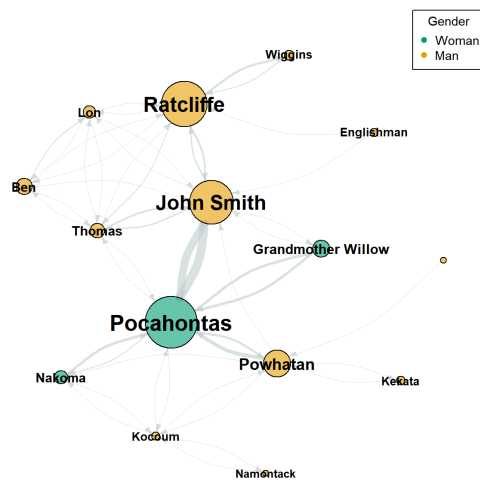 Gender
Woman
Man
Wiggins
Ratcliffe
Lon
Englishman
Ben
John Smith
Thomas
Grandmother Willow
Pocahontas
Powhatan
Nakoma
Kekata
Kocoum
Namontack